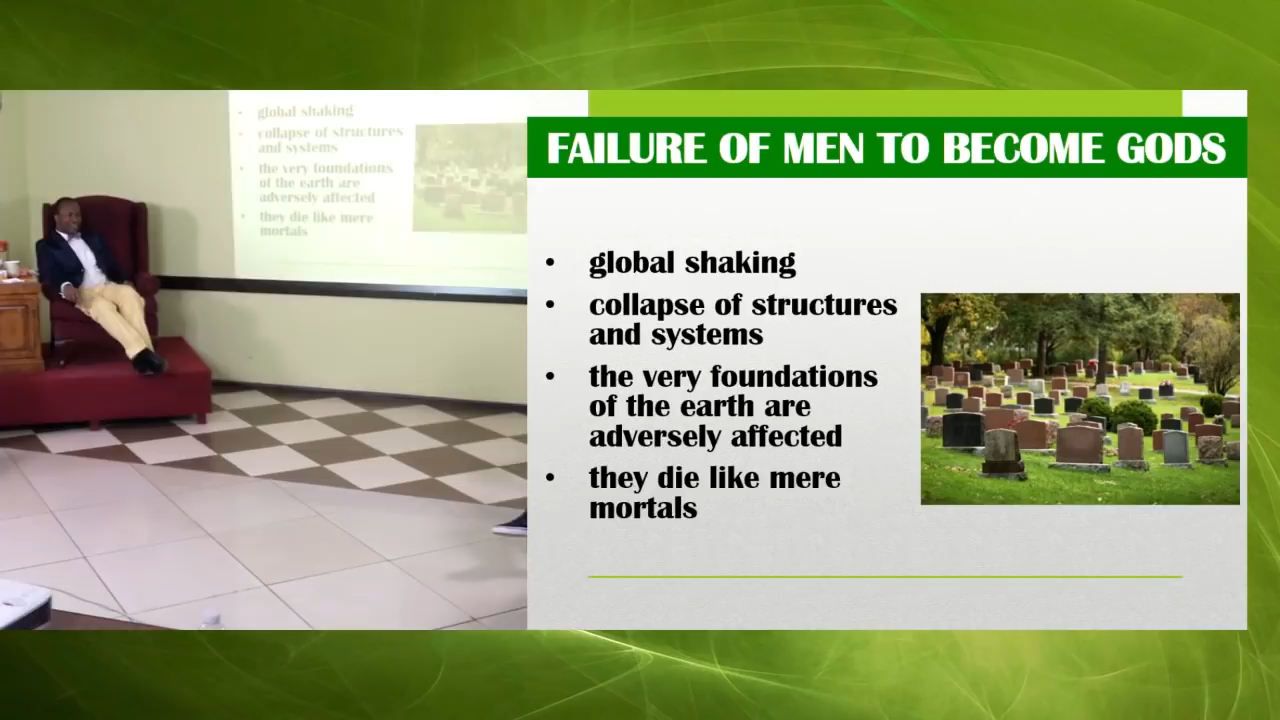 global shaking
collapse of structures
and systems
the very foundations
of the earth are
adversely affected
they die like mere
mortals
FAILURE OF MEN TO BECOME GODS
• global shaking
• collapse of structures
and systems
• the very foundations
of the earth are
adversely affected
• they die like mere
mortals